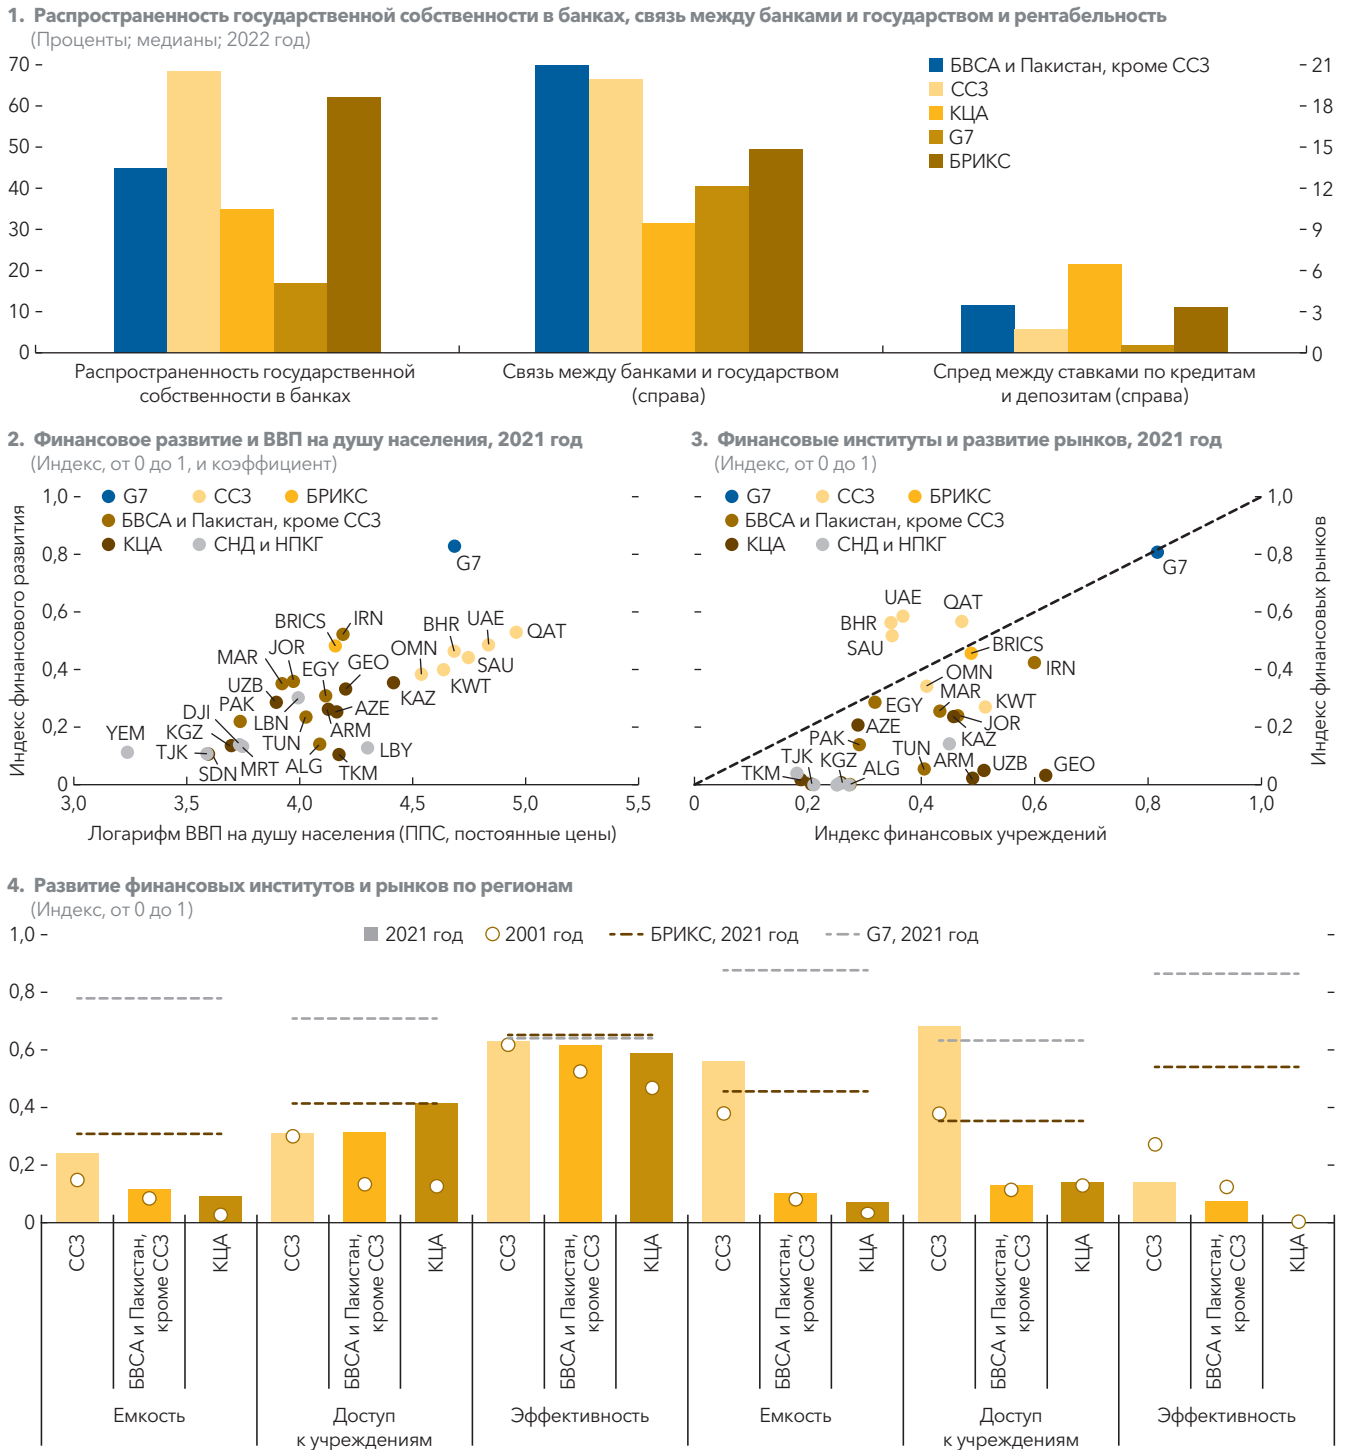 1. Распространенность государственной собственности в банках, связь между банками и государством и рентабельность
(Проценты; медианы; 2022 год)
70
60
50
40
30
20
10
0
БВСА и Пакистан, кроме ССЗ
ССЗ
КЦА
G7
БРИКС
21
18
15
12
9
6
3
0
Распространенность государственной
собственности в банках
Связь между банками и государством
(справа)
Спред между ставками по кредитам
и депозитам (справа)
2. Финансовое развитие и ВВП на душу населения, 2021 год
(Индекс, от 0 до 1, и коэффициент)
Индекс финансового развития
1,0
0,8
0,6
0,4
0,2
0
G7 ССЗ БРИКС
БВСА и Пакистан, кроме ССЗ
КЦА СНД и НПКГ
G7
BRICS IRN
BHR UAE QAT
MAR JOR EGY GEO OMN SAU
UZB KAZ KWT
PAK LBN AZE
DJI ARM
YEM KGZ TUN LBY
TJK
SDN MRT ALG TKM
3,0 3,5 4,0 4,5 5,0 5,5
Логарифм ВВП на душу населения (ППС, постоянные цены)
3. Финансовые институты и развитие рынков, 2021 год
(Индекс, от 0 до 1)
G7 ССЗ БРИКС
БВСА и Пакистан, кроме ССЗ
КЦА СНД и НПКГ
G7
UAE QAT
BHR
SAU BRICS
IRN
OMN
EGY MAR KWT
AZE JOR
PAK KAZ
TJK KGZ TUN ARM UZB GEO
TKM ALG
1,0
0,8
0,6
0,4
0,2
0
Индекс финансовых рынков
0 0,2 0,4 0,6 0,8 1,0
Индекс финансовых учреждений
4. Развитие финансовых институтов и рынков по регионам
(Индекс, от 0 до 1)
2021 год 2001 год БРИКС, 2021 год G7, 2021 год
1,0
0,8
0,6
0,4
0,2
0
ССЗ
БВСА и Пакистан,
кроме ССЗ
КЦА
ССЗ
БВСА и Пакистан,
кроме ССЗ
КЦА
ССЗ
БВСА и Пакистан,
кроме ССЗ
КЦА
ССЗ
БВСА и Пакистан,
кроме ССЗ
КЦА
ССЗ
БВСА и Пакистан,
кроме ССЗ
КЦА
ССЗ
БВСА и Пакистан,
кроме ССЗ
КЦА
Емкость
Доступ
к учреждениям
Эффективность
Емкость
Доступ
к учреждениям
Эффективность